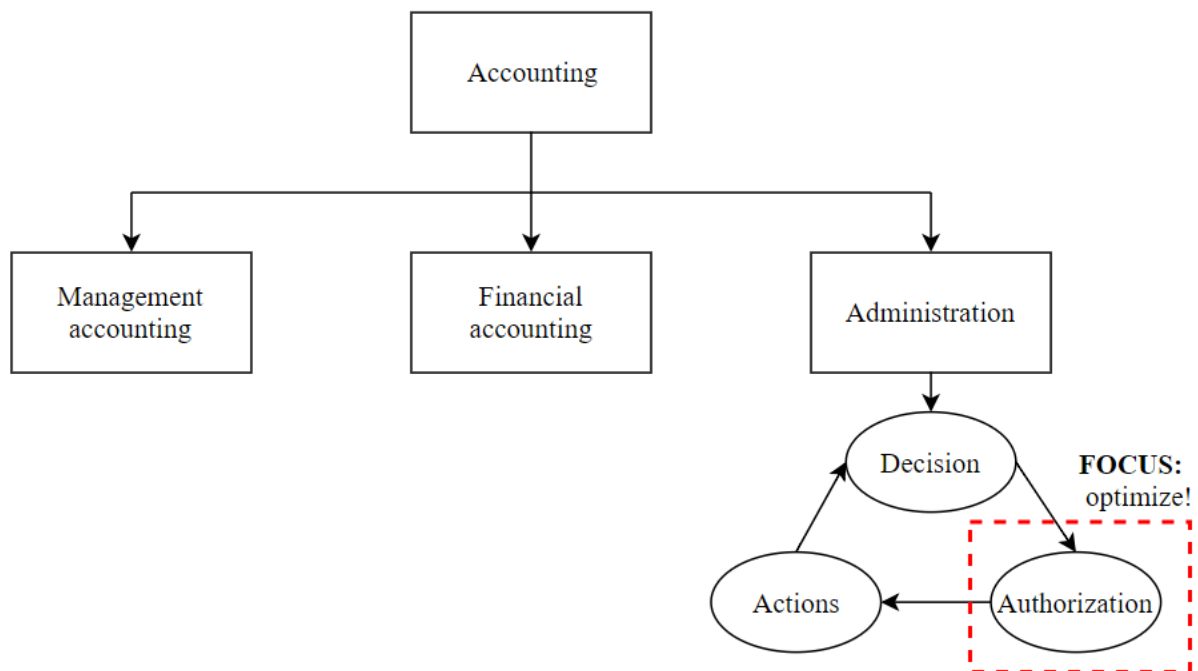 Accounting
Management
accounting
Financial
accounting
Administration
Decision
FOCUS:
optimize!
Actions
Authorization